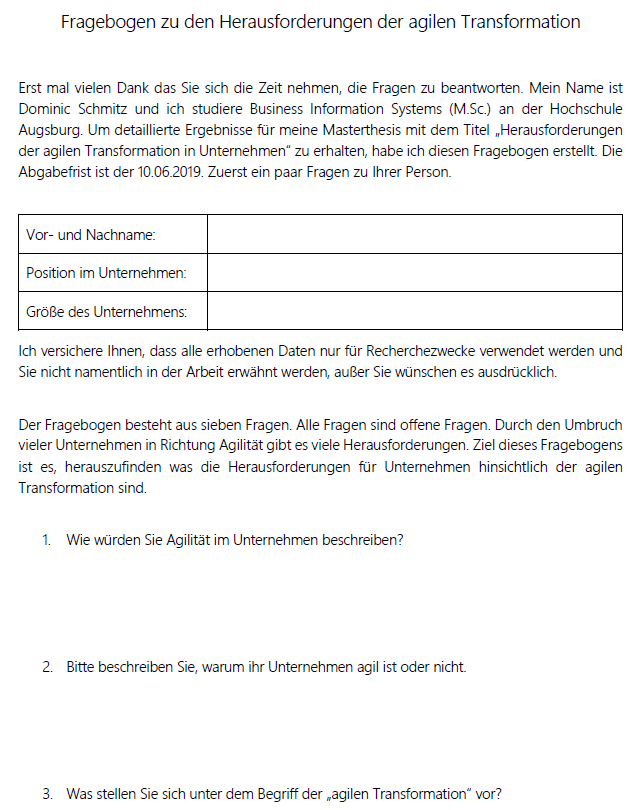 Fragebogen zu den Herausforderungen der agilen Transformation
Erst mal vielen Dank das Sie sich die Zeit nehmen, die Fragen zu beantworten. Mein Name ist
Dominic Schmitz und ich studiere Business Information Systems (M.Sc.) an der Hochschule
Augsburg. Um detaillierte Ergebnisse für meine Masterthesis mit dem Titel „Herausforderungen
der agilen Transformation in Unternehmen" zu erhalten, habe ich diesen Fragebogen erstellt. Die
Abgabefrist ist der 10.06.2019. Zuerst ein paar Fragen zu Ihrer Person.
Vor- und Nachname:
Position im Unternehmen:
Größe des Unternehmens:
Ich versichere Ihnen, dass alle erhobenen Daten nur für Recherchezwecke verwendet werden und
Sie nicht namentlich in der Arbeit erwähnt werden, außer Sie wünschen es ausdrücklich.
Der Fragebogen besteht aus sieben Fragen. Alle Fragen sind offene Fragen. Durch den Umbruch
vieler Unternehmen in Richtung Agilität gibt es viele Herausforderungen. Ziel dieses Fragebogens
ist es, herauszufinden was die Herausforderungen für Unternehmen hinsichtlich der agilen
Transformation sind.
1. Wie würden Sie Agilität im Unternehmen beschreiben?
2. Bitte beschreiben Sie, warum ihr Unternehmen agil ist oder nicht.
3. Was stellen Sie sich unter dem Begriff der „agilen Transformation" vor?